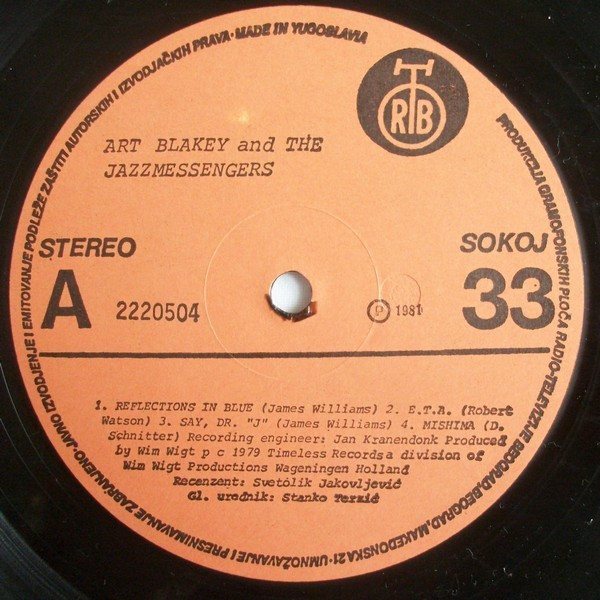 UMNOŽAVANJE I PRESNIMAVANJE ZABRANJENO·JAVNO IZVODJENJE I EMITOVANJE PODLEŽE ZAŠTITI AUTORSKIH I IZVODJAČKIH PRAVA·MADE IN YUGOSLAVIA
PRODUKCIJA GRAMOFONSKIH PLOČA RADIO-TELEVIZIJE BEOGRAD, BEOGRAD, MAKEDONSKA 21·
RTB
ART BLAKEY and THE
JAZZMESSENGERS
STEREO
SOKOJ
A
2220504
Ⓟ 1981
33
1. REFLECTIONS IN BLUE (James Williams) 2. E.T.A. (Robert
Watson) 3. SAY, DR. "J" (James Williams) 4. MISHIMA (D.
Schnitter) Recording engineer: Jan Kranendonk Produced
by Wim Wigt p c 1979 Timeless Records a division of
Wim Wigt Productions Wageningen Holland
Recenzent: Svetólik Jakovljević
Gl. urednik: Stanko Terzić